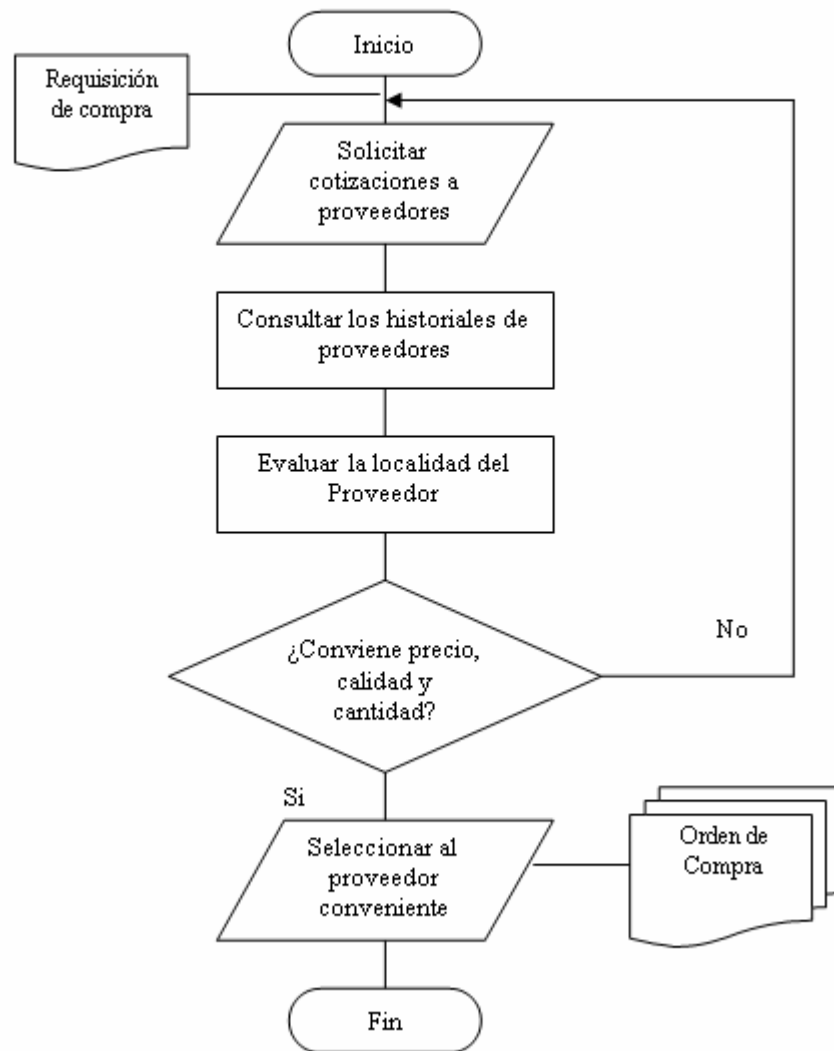 Inicio
Requisición
de compra
Solicitar
cotizaciones a
proveedores
Consultar los historiales de
proveedores
Evaluar la localidad del
Proveedor
¿Conviene precio,
calidad y
cantidad?
No
Si
Seleccionar al
proveedor
conveniente
Orden de
Compra
Fin